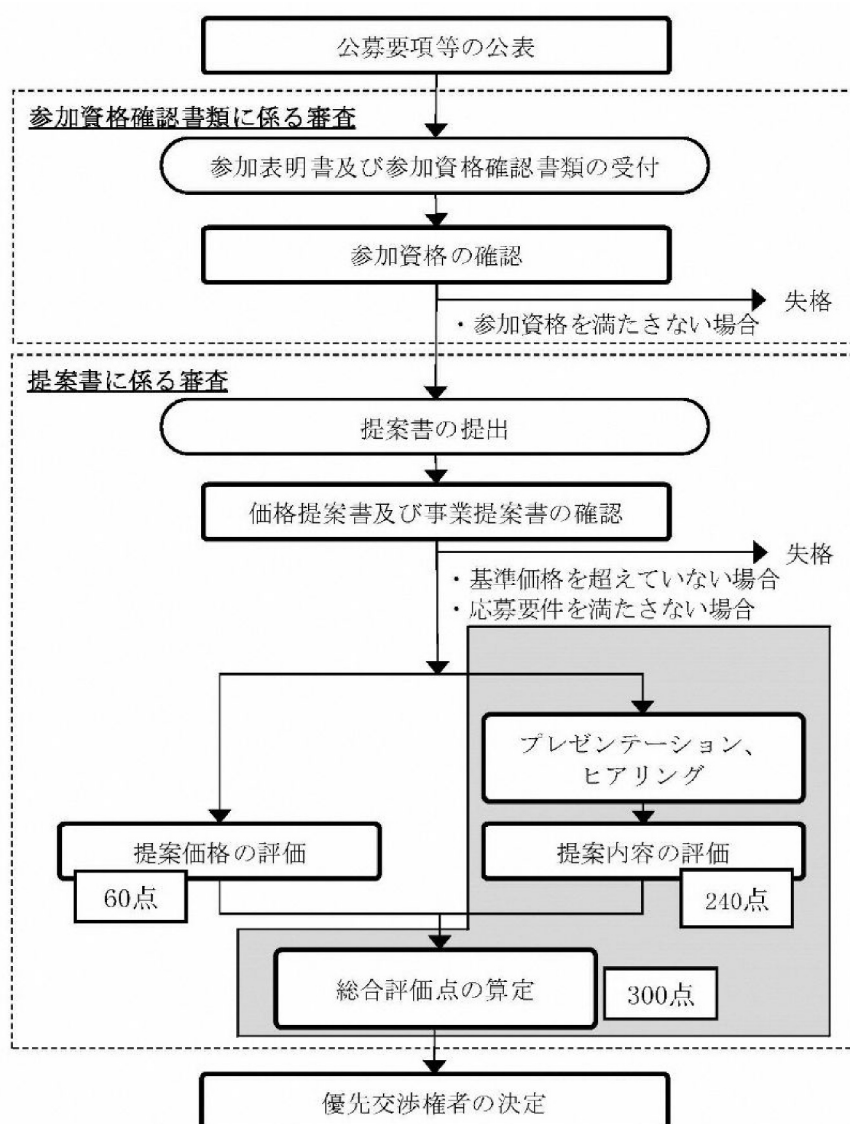 公募要項等の公表
参加資格確認書類に係る審査
参加表明書及び参加資格確認書類の受付
参加資格の確認
失格
・参加資格を満たさない場合
提案書に係る審査
提案書の提出
価格提案書及び事業提案書の確認
失格
・基準価格を超えていない場合
・応募要件を満たさない場合
プレゼンテーション、
ヒアリング
提案価格の評価
提案内容の評価
60点
240点
総合評価点の算定
300点
優先交渉権者の決定